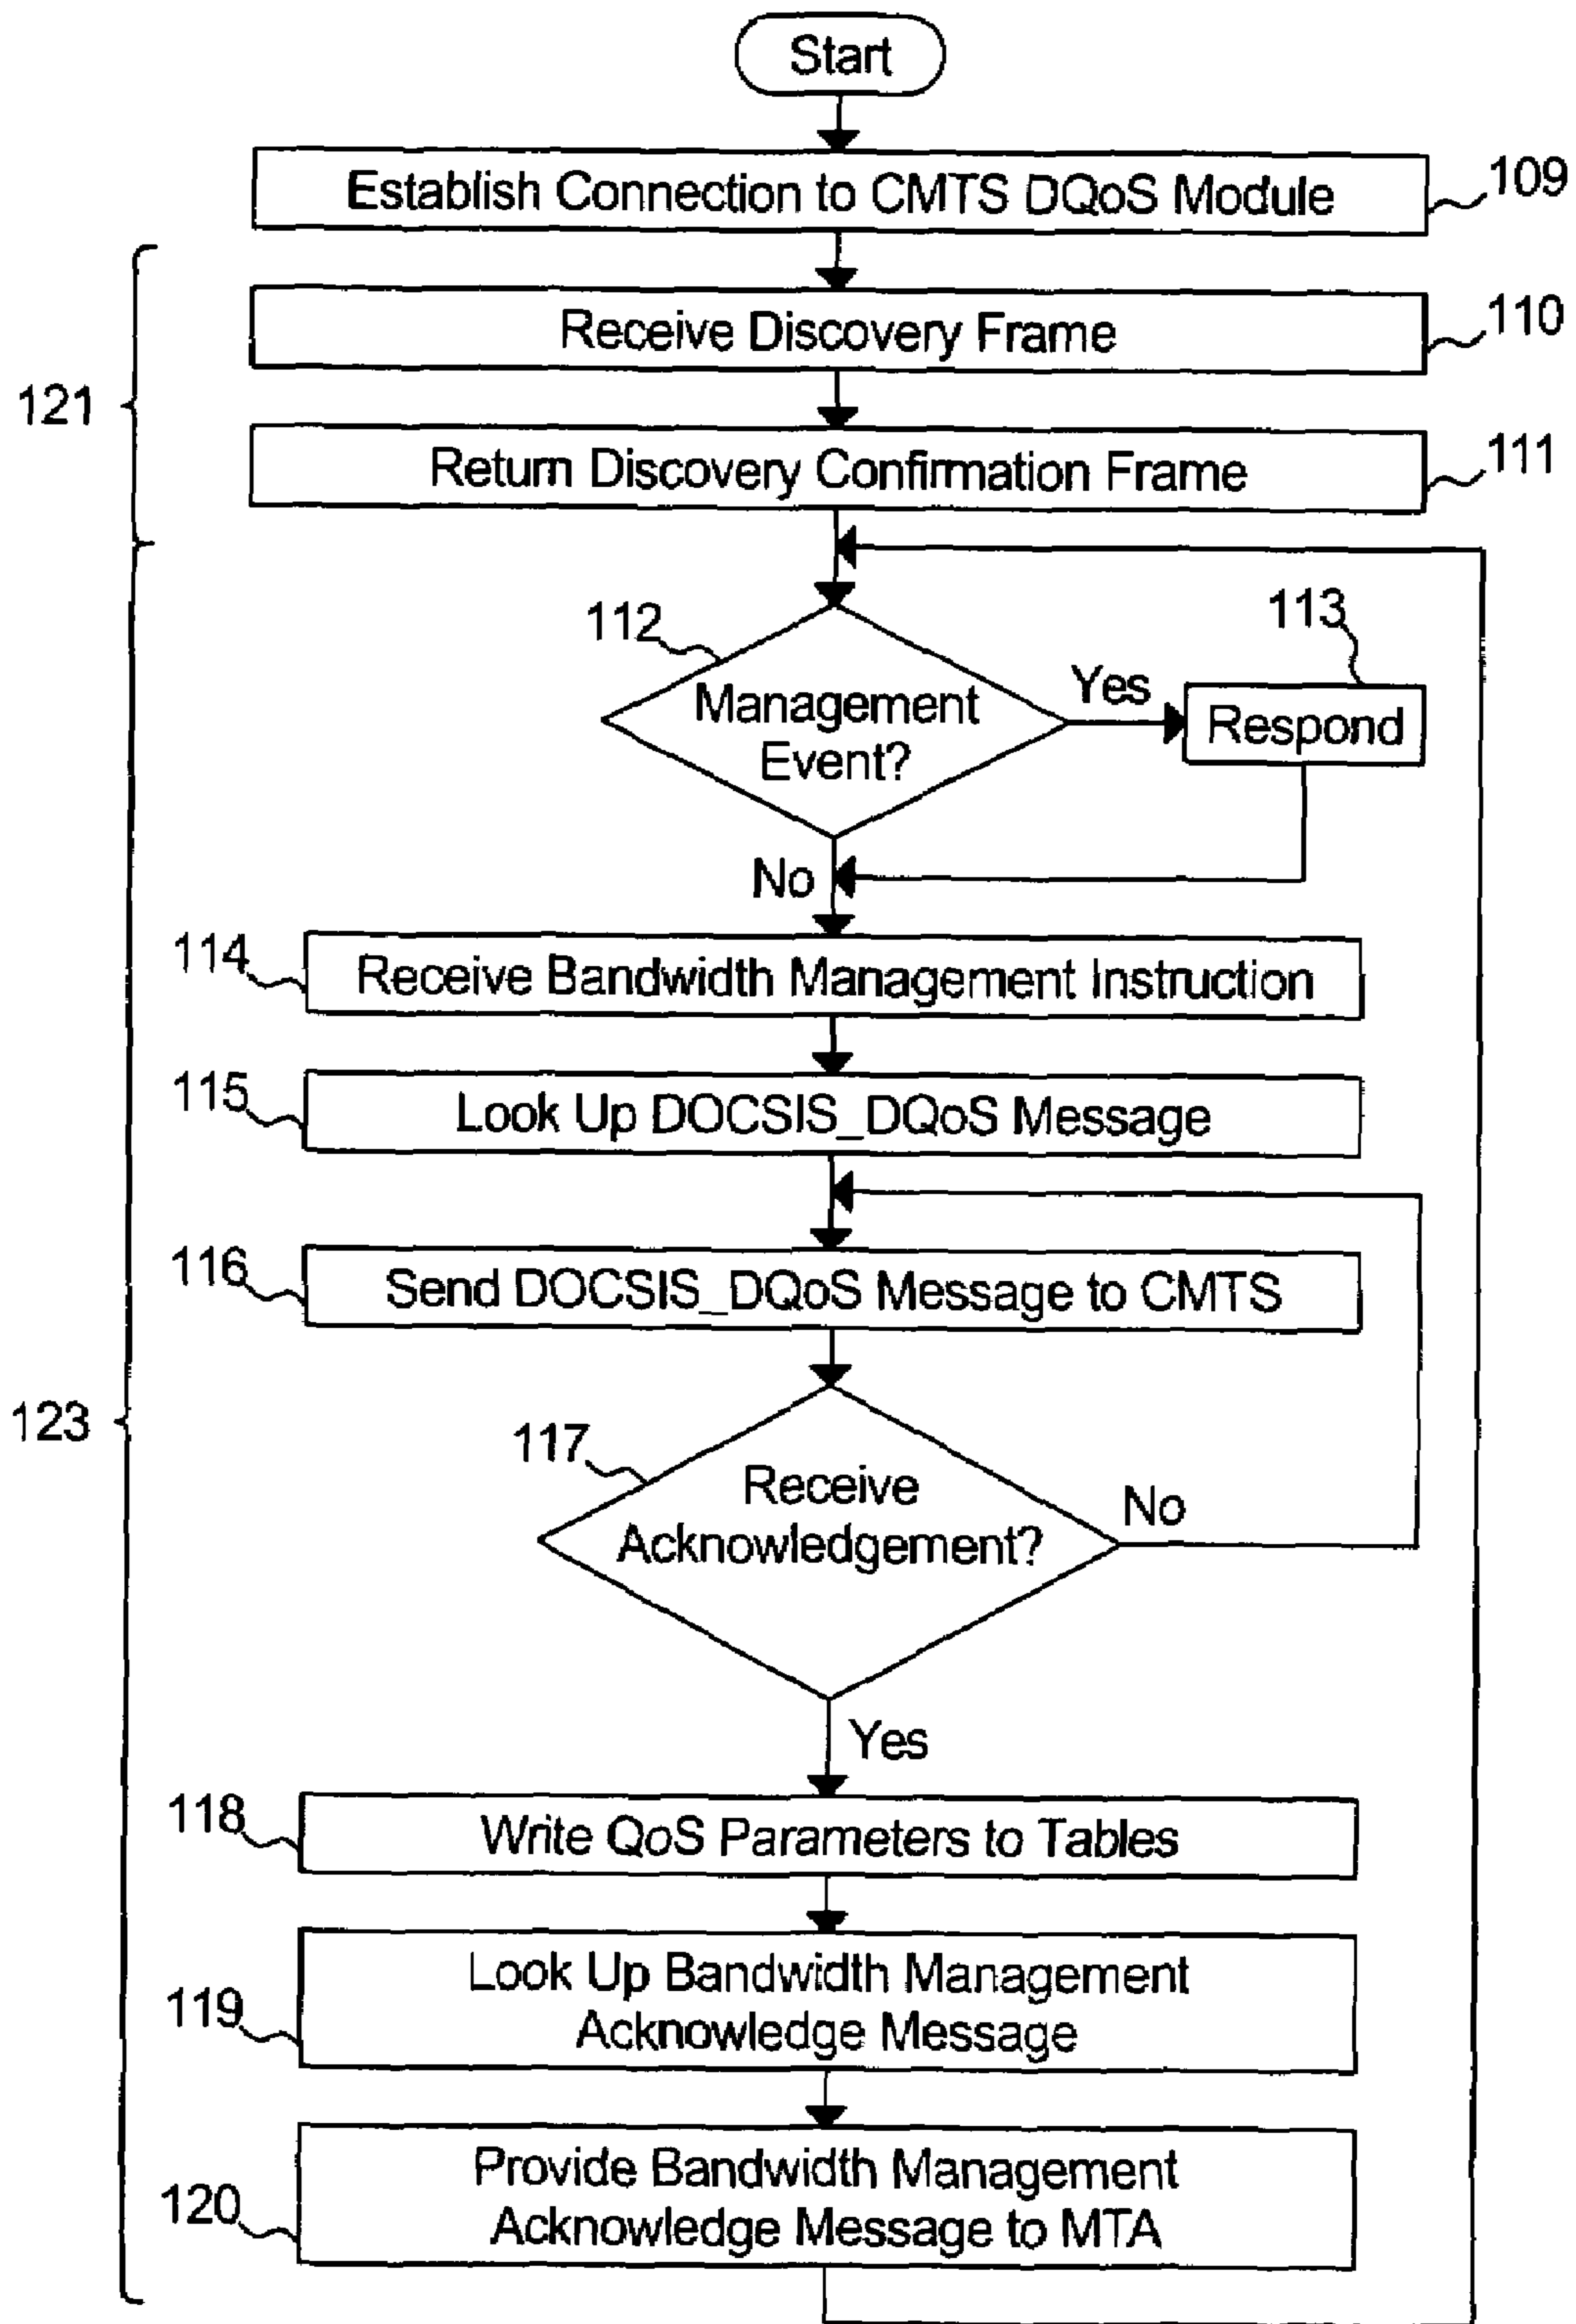 Start
Establish Connection to CMTS DQoS Module
109
Receive Discovery Frame
110
121
Return Discovery Confirmation Frame
111
112
113
Management
Event?
Yes
Respond
No
114
Receive Bandwidth Management Instruction
115
Look Up DOCSIS_DQoS Message
116
Send DOCSIS_DQoS Message to CMTS
123
117
Receive
Acknowledgement?
No
Yes
118
Write QoS Parameters to Tables
119
Look Up Bandwidth Management
Acknowledge Message
120
Provide Bandwidth Management
Acknowledge Message to MTA